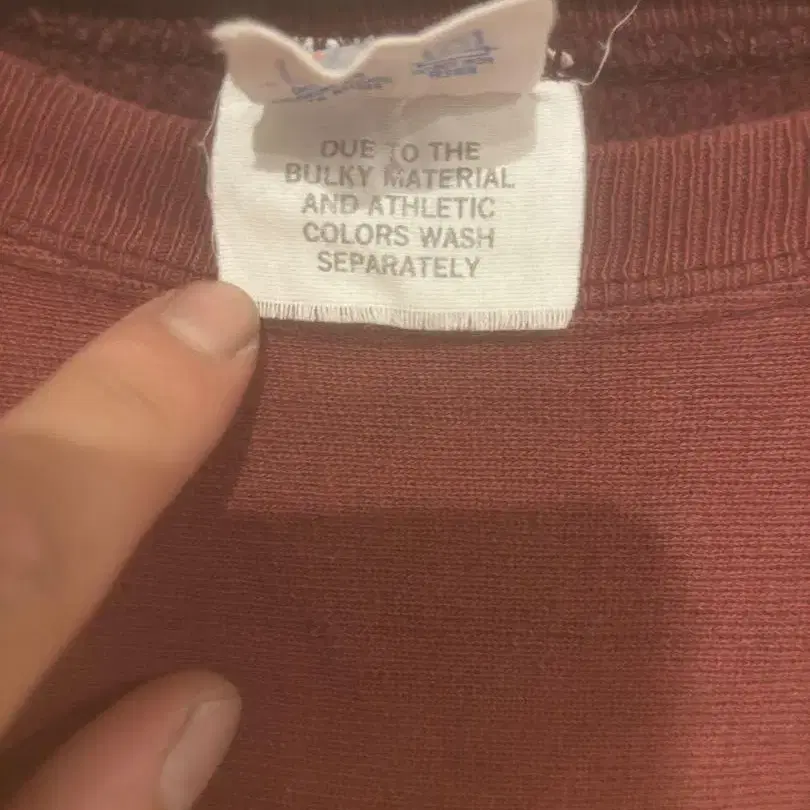 DUE TO THE
BULKY MATERIAL
AND ATHLETIC
COLORS WASH
SEPARATELY